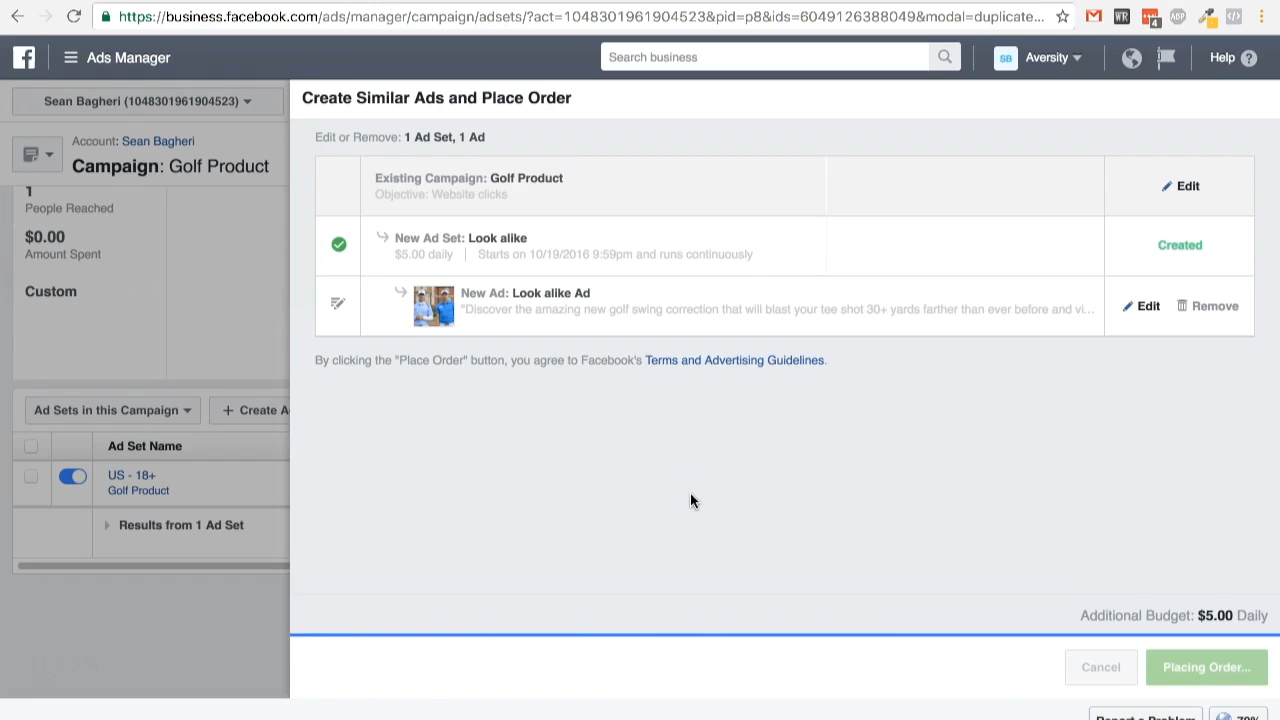 https://business.facebook.com/ads/manager/campaign/adsets/?act=1048301961904523&pid=p8&ids=6049126388049&modal=duplicate...
WR
4
ABP
Ads Manager
Search business
SB
Aversity
Help ?
Sean Bagheri (1048301961904523)
Account: Sean Bagheri
Campaign: Golf Product
1
People Reached
$0.00
Amount Spent
Custom
Ad Sets in this Campaign
+ Create A
Ad Set Name
US - 18+
Golf Product
Results from 1 Ad Set
Create Similar Ads and Place Order
Edit or Remove: 1 Ad Set, 1 Ad
Existing Campaign: Golf Product
Objective: Website clicks
Edit
New Ad Set: Look alike
$5.00 daily | Starts on 10/19/2016 9:59pm and runs continuously
Created
New Ad: Look alike Ad
"Discover the amazing new golf swing correction that will blast your tee shot 30+ yards farther than ever before and vi...
Edit
Remove
By clicking the "Place Order" button, you agree to Facebook's Terms and Advertising Guidelines.
Additional Budget: $5.00 Daily
Cancel
Placing Order...
Report a Problem
70%